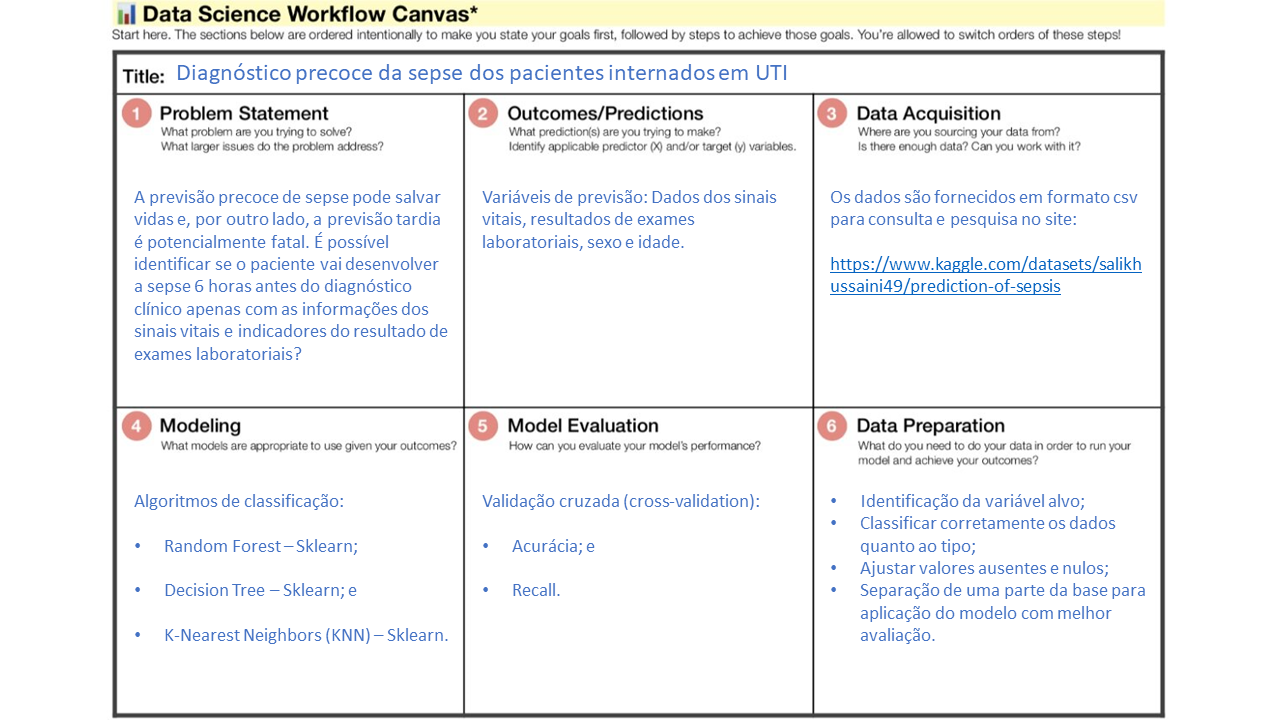 📊 Data Science Workflow Canvas*
Start here. The sections below are ordered intentionally to make you state your goals first, followed by steps to achieve those goals. You're allowed to switch orders of these steps!
Title: Diagnóstico precoce da sepse dos pacientes internados em UTI
1 Problem Statement
What problem are you trying to solve?
What larger issues do the problem address?
A previsão precoce de sepse pode salvar
vidas e, por outro lado, a previsão tardia
é potencialmente fatal. É possível
identificar se o paciente vai desenvolver
a sepse 6 horas antes do diagnóstico
clínico apenas com as informações dos
sinais vitais e indicadores do resultado de
exames laboratoriais?
2 Outcomes/Predictions
What prediction(s) are you trying to make?
Identify applicable predictor (X) and/or target (y) variables.
Variáveis de previsão: Dados dos sinais
vitais, resultados de exames
laboratoriais, sexo e idade.
3 Data Acquisition
Where are you sourcing your data from?
Is there enough data? Can you work with it?
Os dados são fornecidos em formato csv
para consulta e pesquisa no site:
https://www.kaggle.com/datasets/salikh
ussaini49/prediction-of-sepsis
4 Modeling
What models are appropriate to use given your outcomes?
Algoritmos de classificação:
• Random Forest – Sklearn;
• Decision Tree – Sklearn; e
• K-Nearest Neighbors (KNN) – Sklearn.
5 Model Evaluation
How can you evaluate your model's performance?
Validação cruzada (cross-validation):
• Acurácia; e
• Recall.
6 Data Preparation
What do you need to do your data in order to run your
model and achieve your outcomes?
• Identificação da variável alvo;
• Classificar corretamente os dados
quanto ao tipo;
• Ajustar valores ausentes e nulos;
• Separação de uma parte da base para
aplicação do modelo com melhor
avaliação.